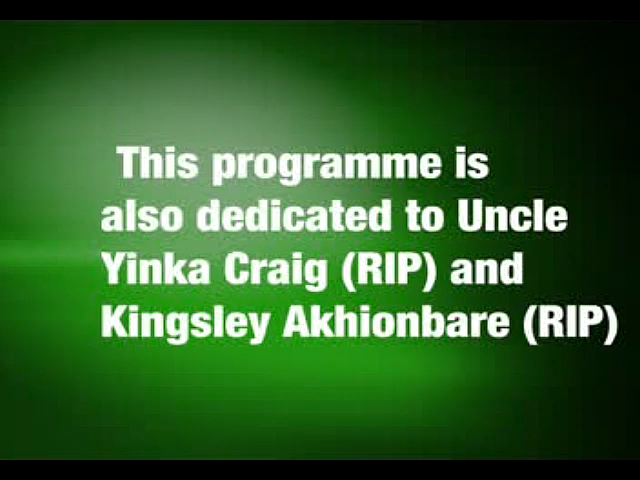 This programme is
also dedicated to Uncle
Yinka Craig (RIP) and
Kingsley Akhionbare (RIP)